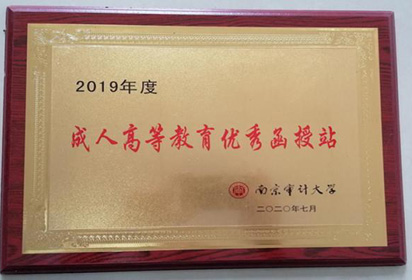 2019年度
成人高等教育优秀函授站
南京审计大学
二〇二〇年七月